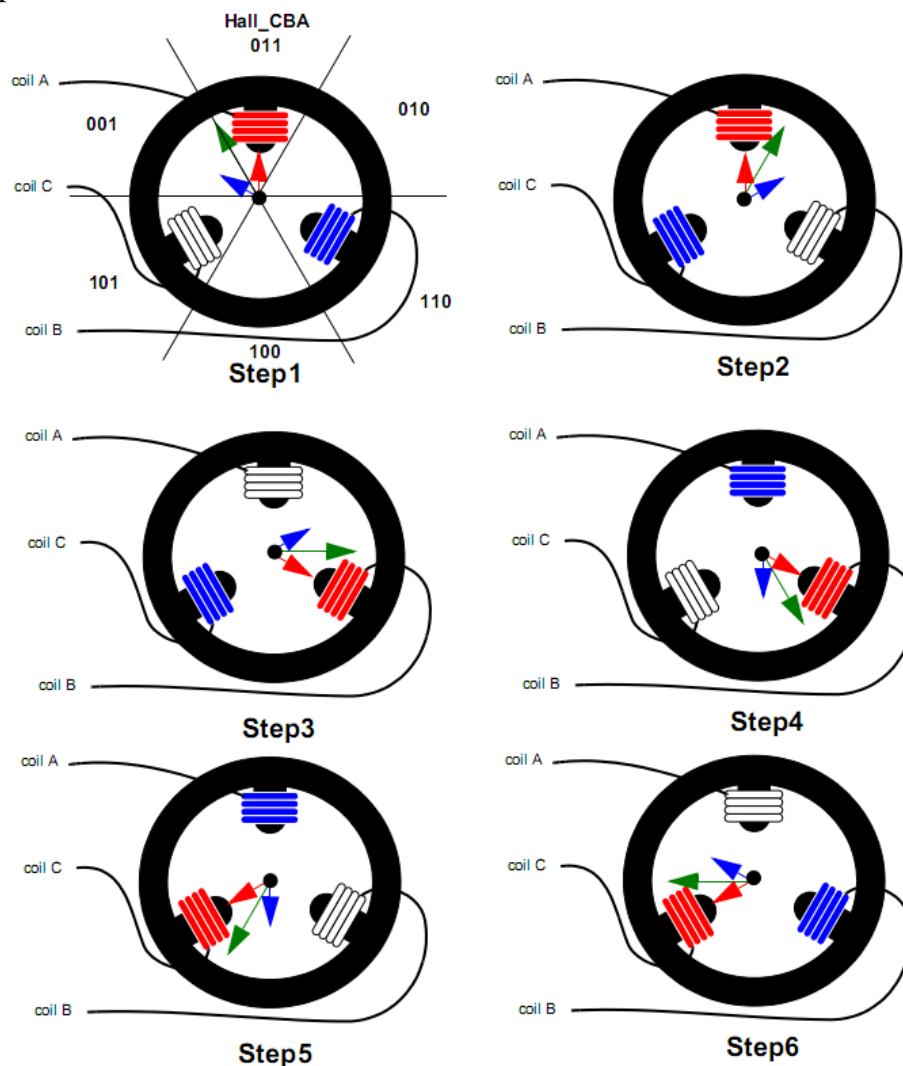 Hall_CBA
011
coil A
001
010
coil C
101
110
coil B
100
Step1
coil A
coil C
coil B
Step2
coil A
coil C
coil B
Step3
coil A
coil C
coil B
Step4
coil A
coil C
coil B
Step5
coil A
coil C
coil B
Step6